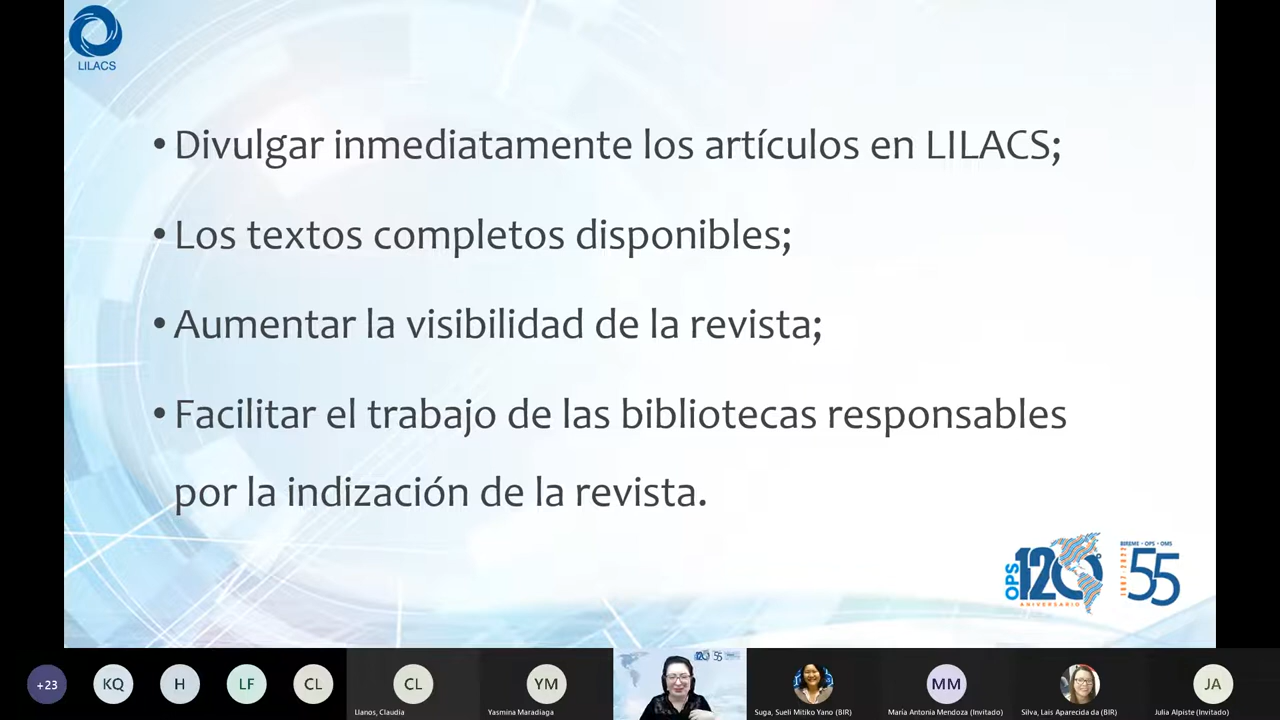 LILACS
• Divulgar inmediatamente los artículos en LILACS;
• Los textos completos disponibles;
• Aumentar la visibilidad de la revista;
• Facilitar el trabajo de las bibliotecas responsables
por la indización de la revista.
OPS 120 ANIVERSARIO
BIREME • OPS • OMS
1967-2022 55
+23 KQ H LF CL CL YM MM JA
Llanos, Claudia Yasmina Maradiaga Suga, Sueli Mitiko Yano (BIR) María Antonia Mendoza (Invitado) Silva, Lais Aparecida da (BIR) Julia Alpiste (Invitado)